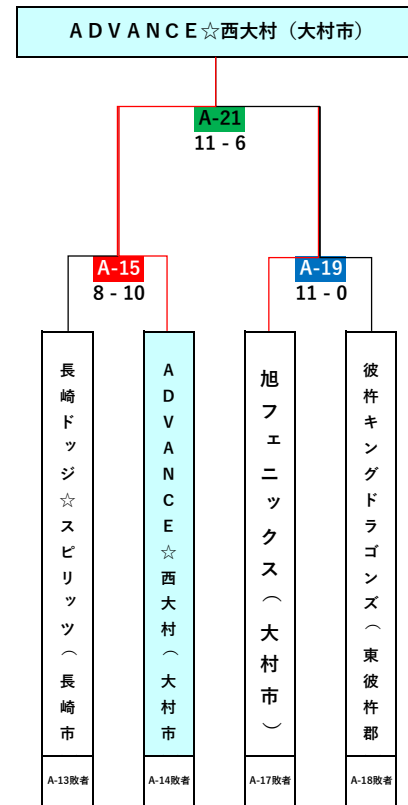 ＡＤＶＡＮＣＥ☆西大村（大村市）
A-21
11 - 6
A-15
8 - 10
A-19
11 - 0
長崎ドッジ☆スピリッツ（長崎市
ＡＤＶＡＮＣＥ☆西大村（大村市
旭フェニックス（大村市）
彼杵キングドラゴンズ（東彼杵郡
A-13敗者
A-14敗者
A-17敗者
A-18敗者